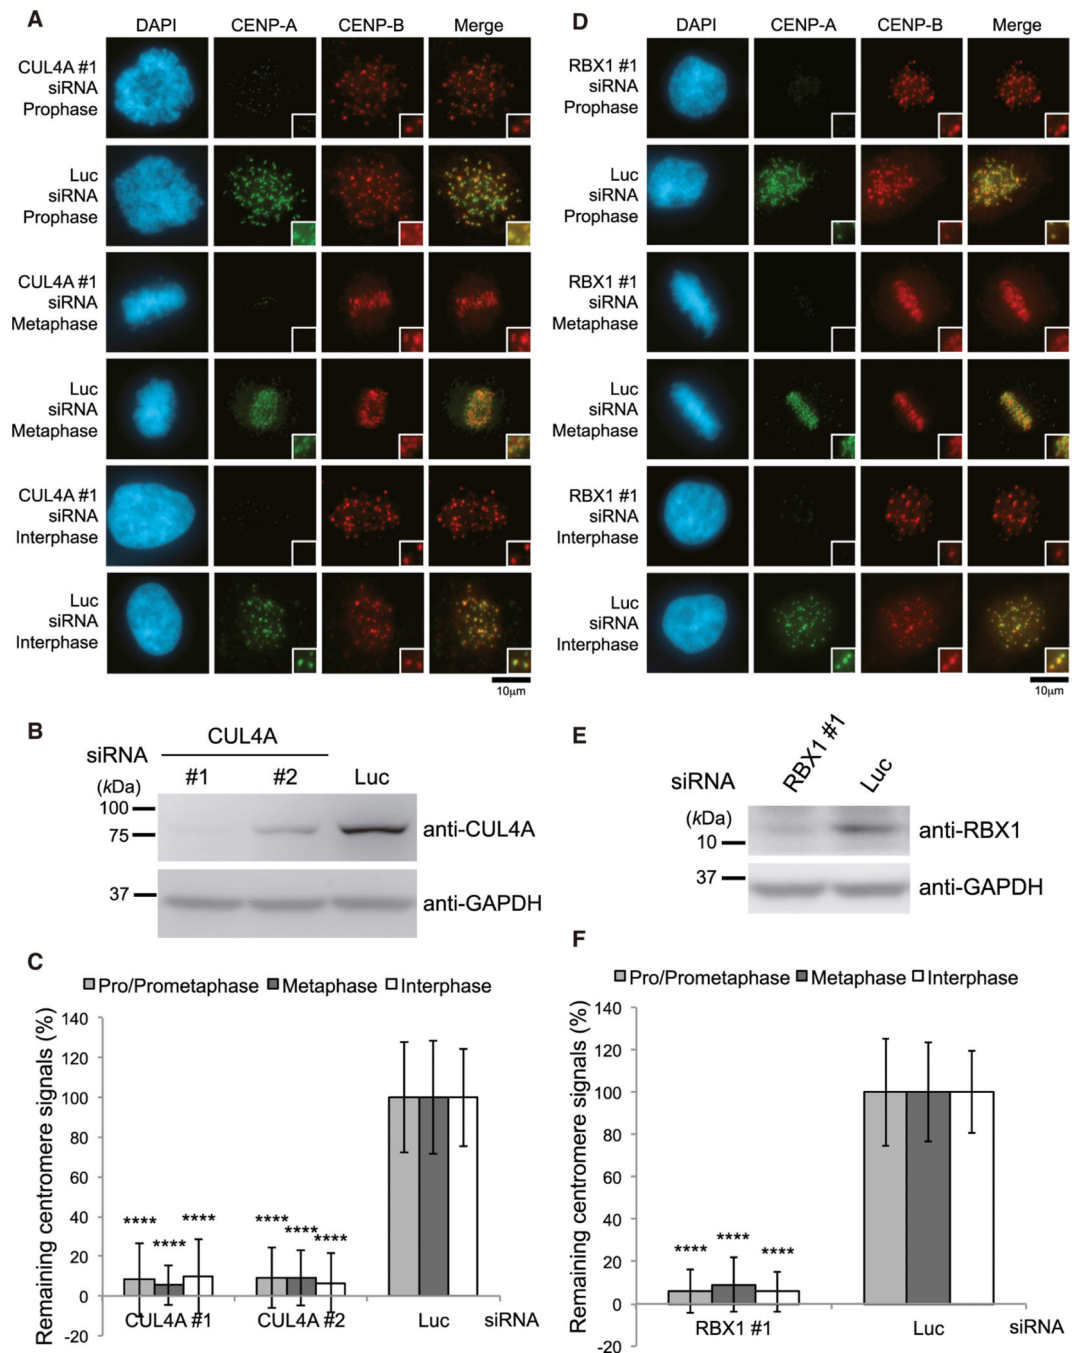 A
DAPI CENP-A CENP-B Merge
CUL4A #1
siRNA
Prophase
Luc
siRNA
Prophase
CUL4A #1
siRNA
Metaphase
Luc
siRNA
Metaphase
CUL4A #1
siRNA
Interphase
Luc
siRNA
Interphase
10μm
D
DAPI CENP-A CENP-B Merge
RBX1 #1
siRNA
Prophase
Luc
siRNA
Prophase
RBX1 #1
siRNA
Metaphase
Luc
siRNA
Metaphase
RBX1 #1
siRNA
Interphase
Luc
siRNA
Interphase
10μm
B
CUL4A
siRNA
#1 #2 Luc
(kDa)
100
75
anti-CUL4A
37
anti-GAPDH
E
siRNA RBX1 #1 Luc
(kDa)
anti-RBX1
10
37
anti-GAPDH
C
Pro/Prometaphase Metaphase Interphase
Remaining centromere signals (%)
140
120
100
80
60
40
20
0
-20
**** **** **** **** **** ****
CUL4A #1 CUL4A #2 Luc siRNA
F
Pro/Prometaphase Metaphase Interphase
Remaining centromere signals (%)
140
120
100
80
60
40
20
0
-20
**** **** ****
RBX1 #1 Luc siRNA